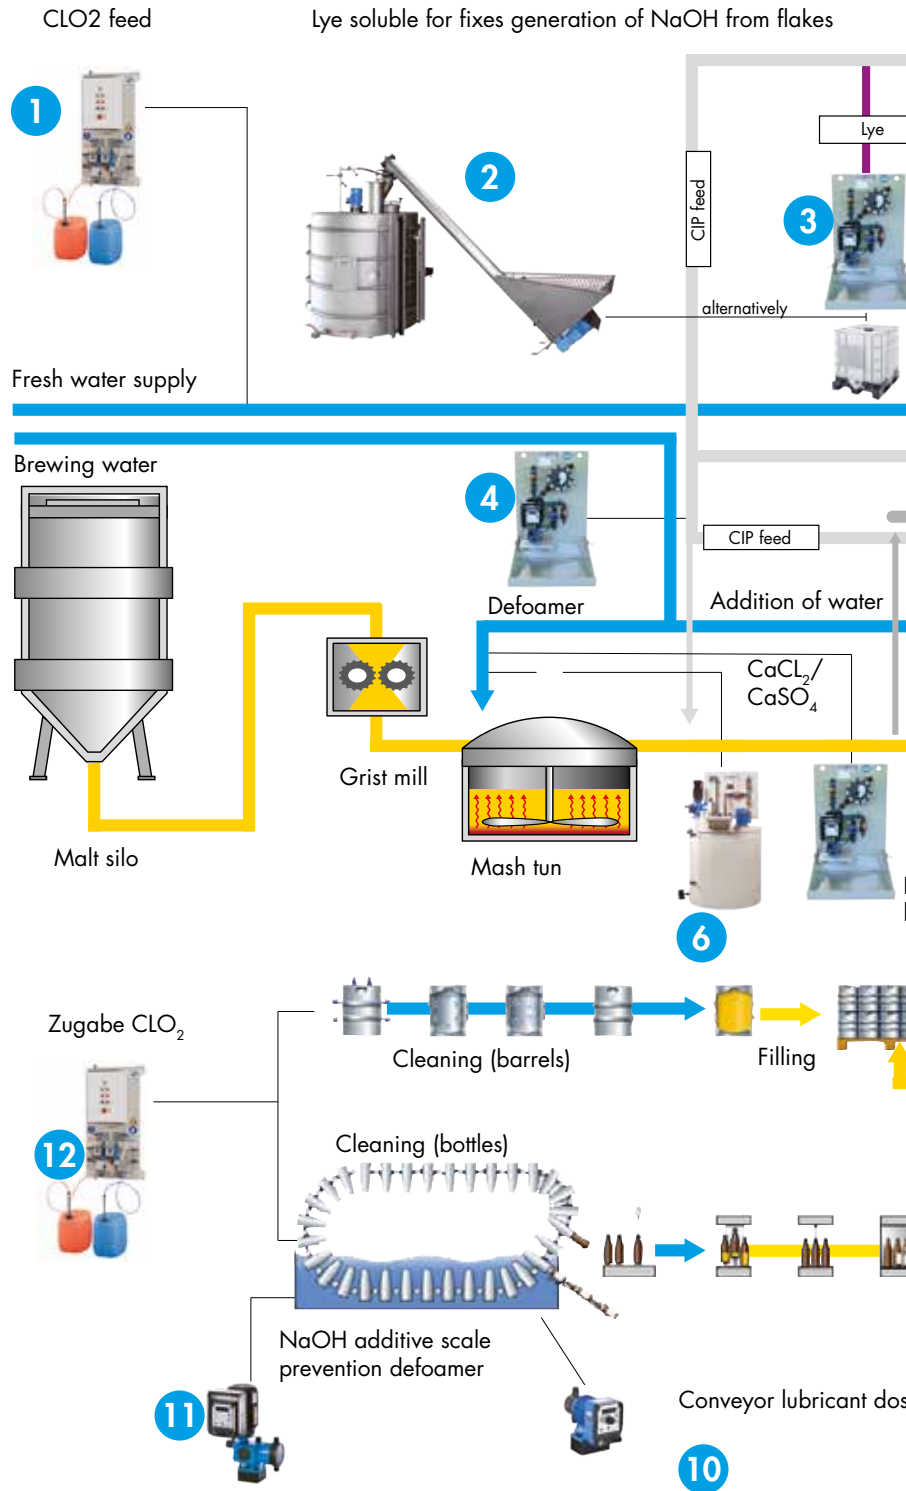 CLO2 feed
Lye soluble for fixes generation of NaOH from flakes
1
2
Lye
CIP feed
3
alternatively
Fresh water supply
Brewing water
4
CIP feed
Defoamer
Addition of water
CaCL2/
CaSO4
Grist mill
Malt silo
Mash tun
6
Zugabe CLO2
Cleaning (barrels)
Filling
12
Cleaning (bottles)
NaOH additive scale
prevention defoamer
11
Conveyor lubricant dos
10